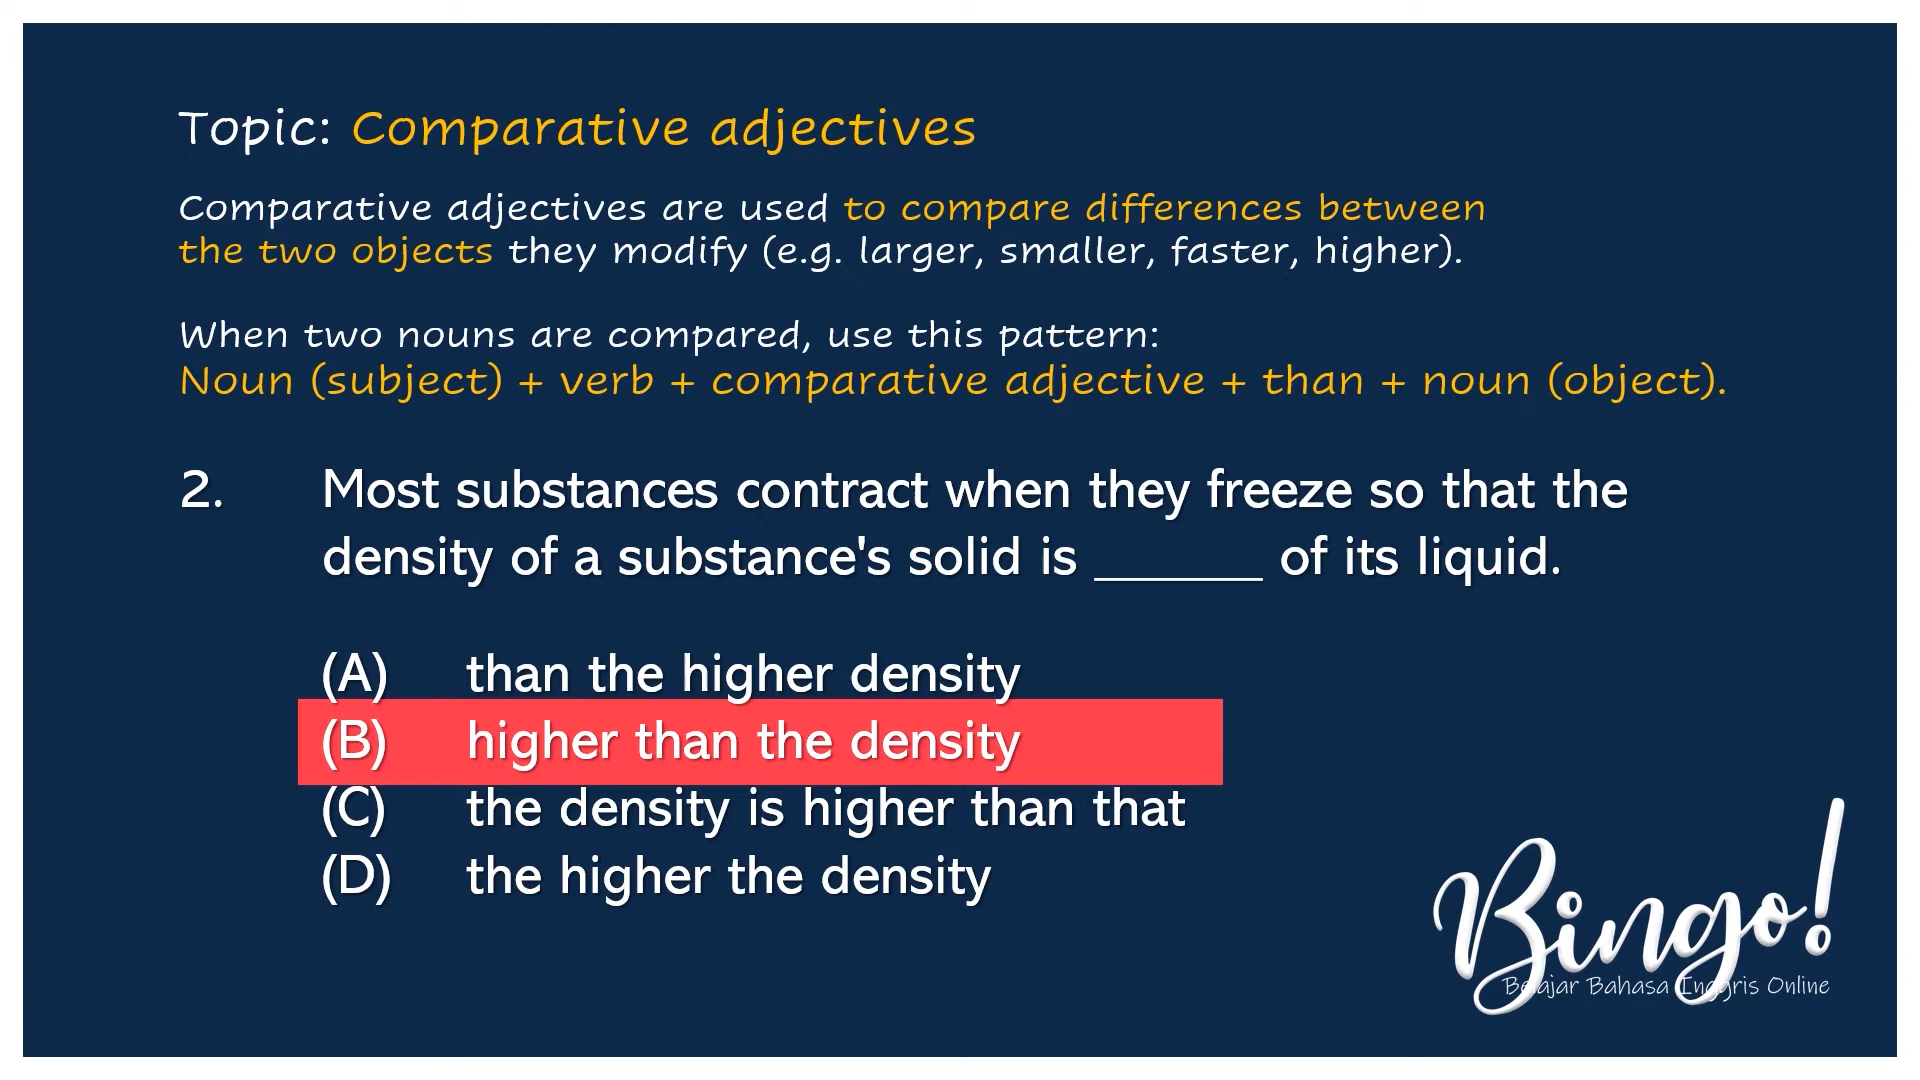 Topic: Comparative adjectives
Comparative adjectives are used to compare differences between
the two objects they modify (e.g. larger, smaller, faster, higher).
When two nouns are compared, use this pattern:
Noun (subject) + verb + comparative adjective + than + noun (object).
2. Most substances contract when they freeze so that the
density of a substance's solid is ______ of its liquid.
(A) than the higher density
(B) higher than the density
(C) the density is higher than that
(D) the higher the density
Bingo!
Belajar Bahasa Inggris Online